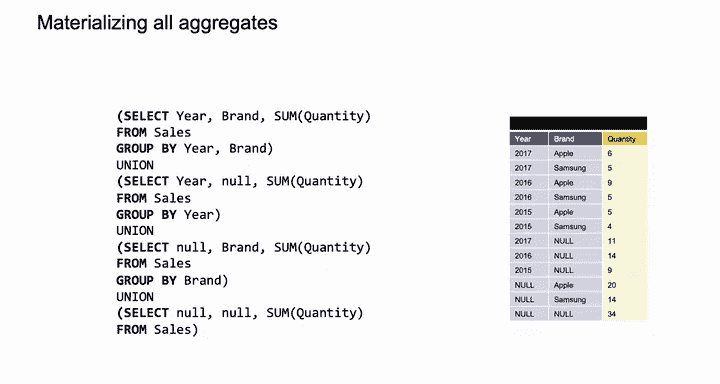 Materializing all aggregates
(SELECT Year, Brand, SUM(Quantity)
FROM Sales
GROUP BY Year, Brand)
UNION
(SELECT Year, null, SUM(Quantity)
FROM Sales
GROUP BY Year)
UNION
(SELECT null, Brand, SUM(Quantity)
FROM Sales
GROUP BY Brand)
UNION
(SELECT null, null, SUM(Quantity)
FROM Sales)
Year Brand Quantity
2017 Apple 6
2017 Samsung 5
2016 Apple 9
2016 Samsung 5
2015 Apple 5
2015 Samsung 4
2017 NULL 11
2016 NULL 14
2015 NULL 9
NULL Apple 20
NULL Samsung 14
NULL NULL 34